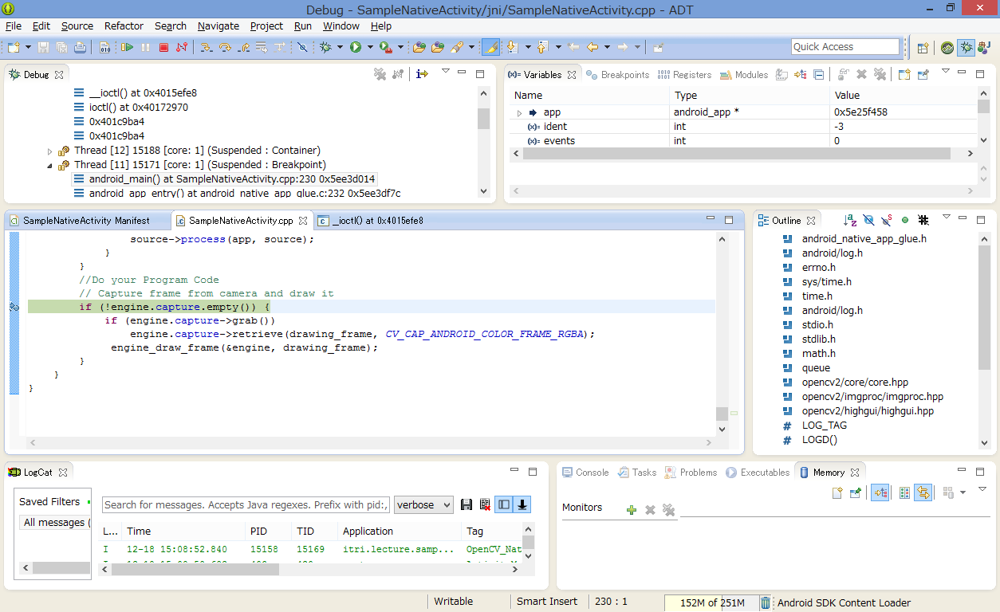 Debug - SampleNativeActivity/jni/SampleNativeActivity.cpp - ADT
File Edit Source Refactor Search Navigate Project Run Window Help
Quick Access
Debug
__ioctl() at 0x4015efe8
ioctl() at 0x40172970
0x401c9ba4
0x401c9ba4
Thread [12] 15188 [core: 1] (Suspended : Container)
Thread [11] 15171 [core: 1] (Suspended : Breakpoint)
android_main() at SampleNativeActivity.cpp:230 0x5ee3d014
android_app_entry() at android_native_app_glue.c:232 0x5ee3df7c
(x)= Variables Breakpoints Registers Modules
Name Type Value
app android_app * 0x5e25f458
(x)= ident int -3
(x)= events int 0
SampleNativeActivity Manifest SampleNativeActivity.cpp __ioctl() at 0x4015efe8
source->process(app, source);
}
}
//Do your Program Code
// Capture frame from camera and draw it
if (!engine.capture.empty()) {
if (engine.capture->grab())
engine.capture->retrieve(drawing_frame, CV_CAP_ANDROID_COLOR_FRAME_RGBA);
engine_draw_frame(&engine, drawing_frame);
}
}
}
Outline
android_native_app_glue.h
android/log.h
errno.h
sys/time.h
time.h
android/log.h
stdio.h
stdlib.h
math.h
queue
opencv2/core/core.hpp
opencv2/imgproc/imgproc.hpp
opencv2/highgui/highgui.hpp
# LOG_TAG
# LOGD()
LogCat
Saved Filters
All messages (
Search for messages. Accepts Java regexes. Prefix with pid:, verbose
L... Time PID TID Application Tag
I 12-18 15:08:52.840 15158 15169 itri.lecture.samp... OpenCV_Nat
Console Tasks Problems Executables Memory
Monitors
Writable Smart Insert 230 : 1 152M of 251M Android SDK Content Loader